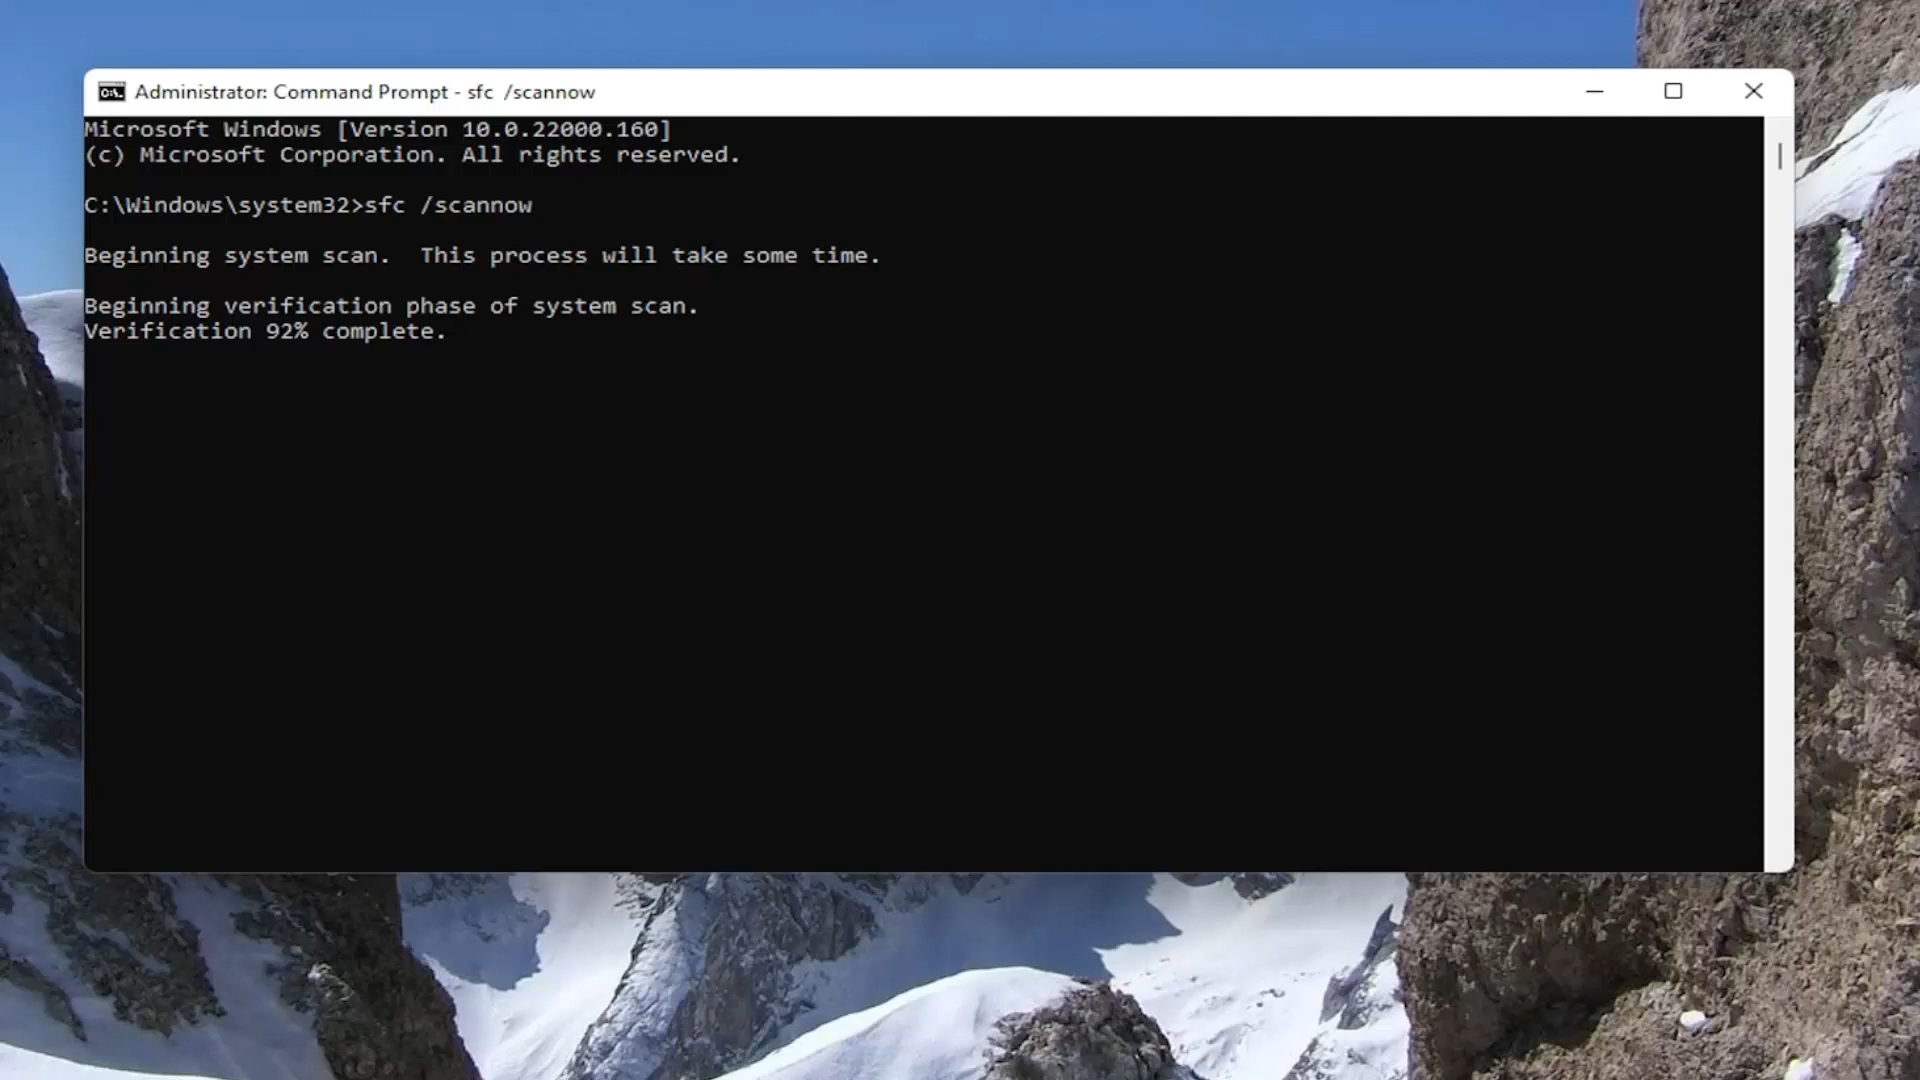 Administrator: Command Prompt - sfc  /scannow
Microsoft Windows [Version 10.0.22000.160]
(c) Microsoft Corporation. All rights reserved.
C:\Windows\system32>sfc /scannow
Beginning system scan.  This process will take some time.
Beginning verification phase of system scan.
Verification 92% complete.